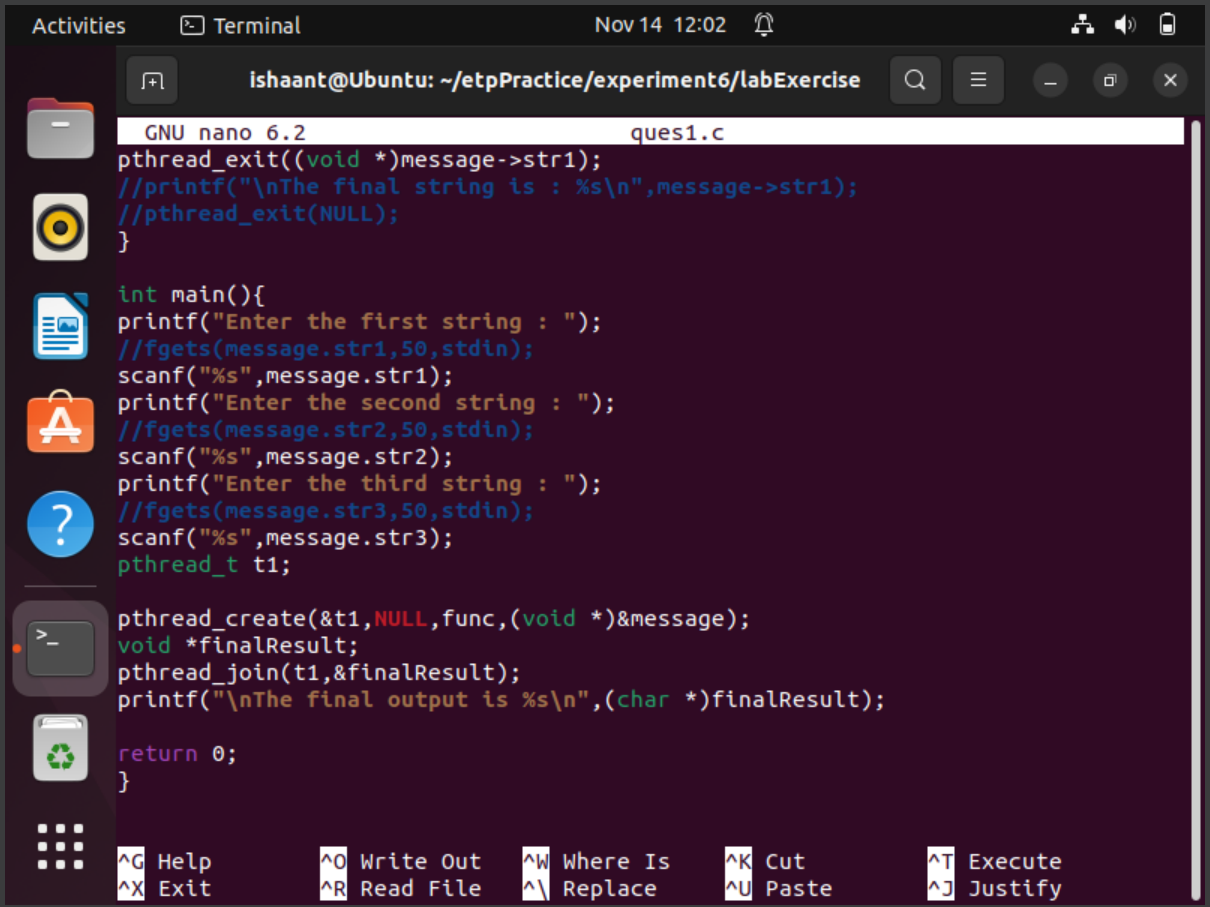 Activities Terminal Nov 14 12:02
ishaant@Ubuntu: ~/etpPractice/experiment6/labExercise
GNU nano 6.2 ques1.c
pthread_exit((void *)message->str1);
//printf("\nThe final string is : %s\n",message->str1);
//pthread_exit(NULL);
}
int main(){
printf("Enter the first string : ");
//fgets(message.str1,50,stdin);
scanf("%s",message.str1);
printf("Enter the second string : ");
//fgets(message.str2,50,stdin);
scanf("%s",message.str2);
printf("Enter the third string : ");
//fgets(message.str3,50,stdin);
scanf("%s",message.str3);
pthread_t t1;
pthread_create(&t1,NULL,func,(void *)&message);
void *finalResult;
pthread_join(t1,&finalResult);
printf("\nThe final output is %s\n",(char *)finalResult);
return 0;
}
^G Help ^O Write Out ^W Where Is ^K Cut ^T Execute
^X Exit ^R Read File ^\ Replace ^U Paste ^J Justify